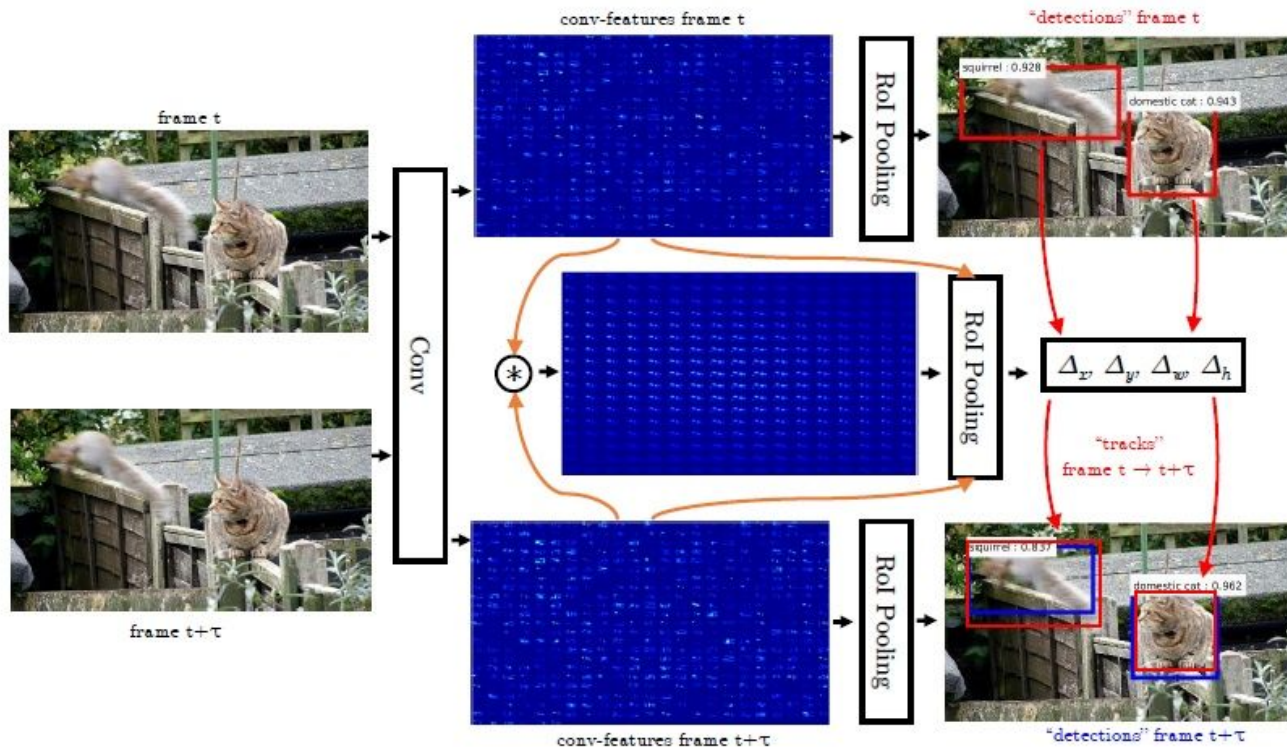 conv-features frame t
“detections” frame t
frame t
RoI Pooling
squirrel : 0.928
domestic cat : 0.943
Conv
*
RoI Pooling
Δx, Δy, Δw, Δh
“tracks”
frame t → t+τ
frame t+τ
RoI Pooling
squirrel : 0.837
domestic cat : 0.962
conv-features frame t+τ
“detections” frame t+τ